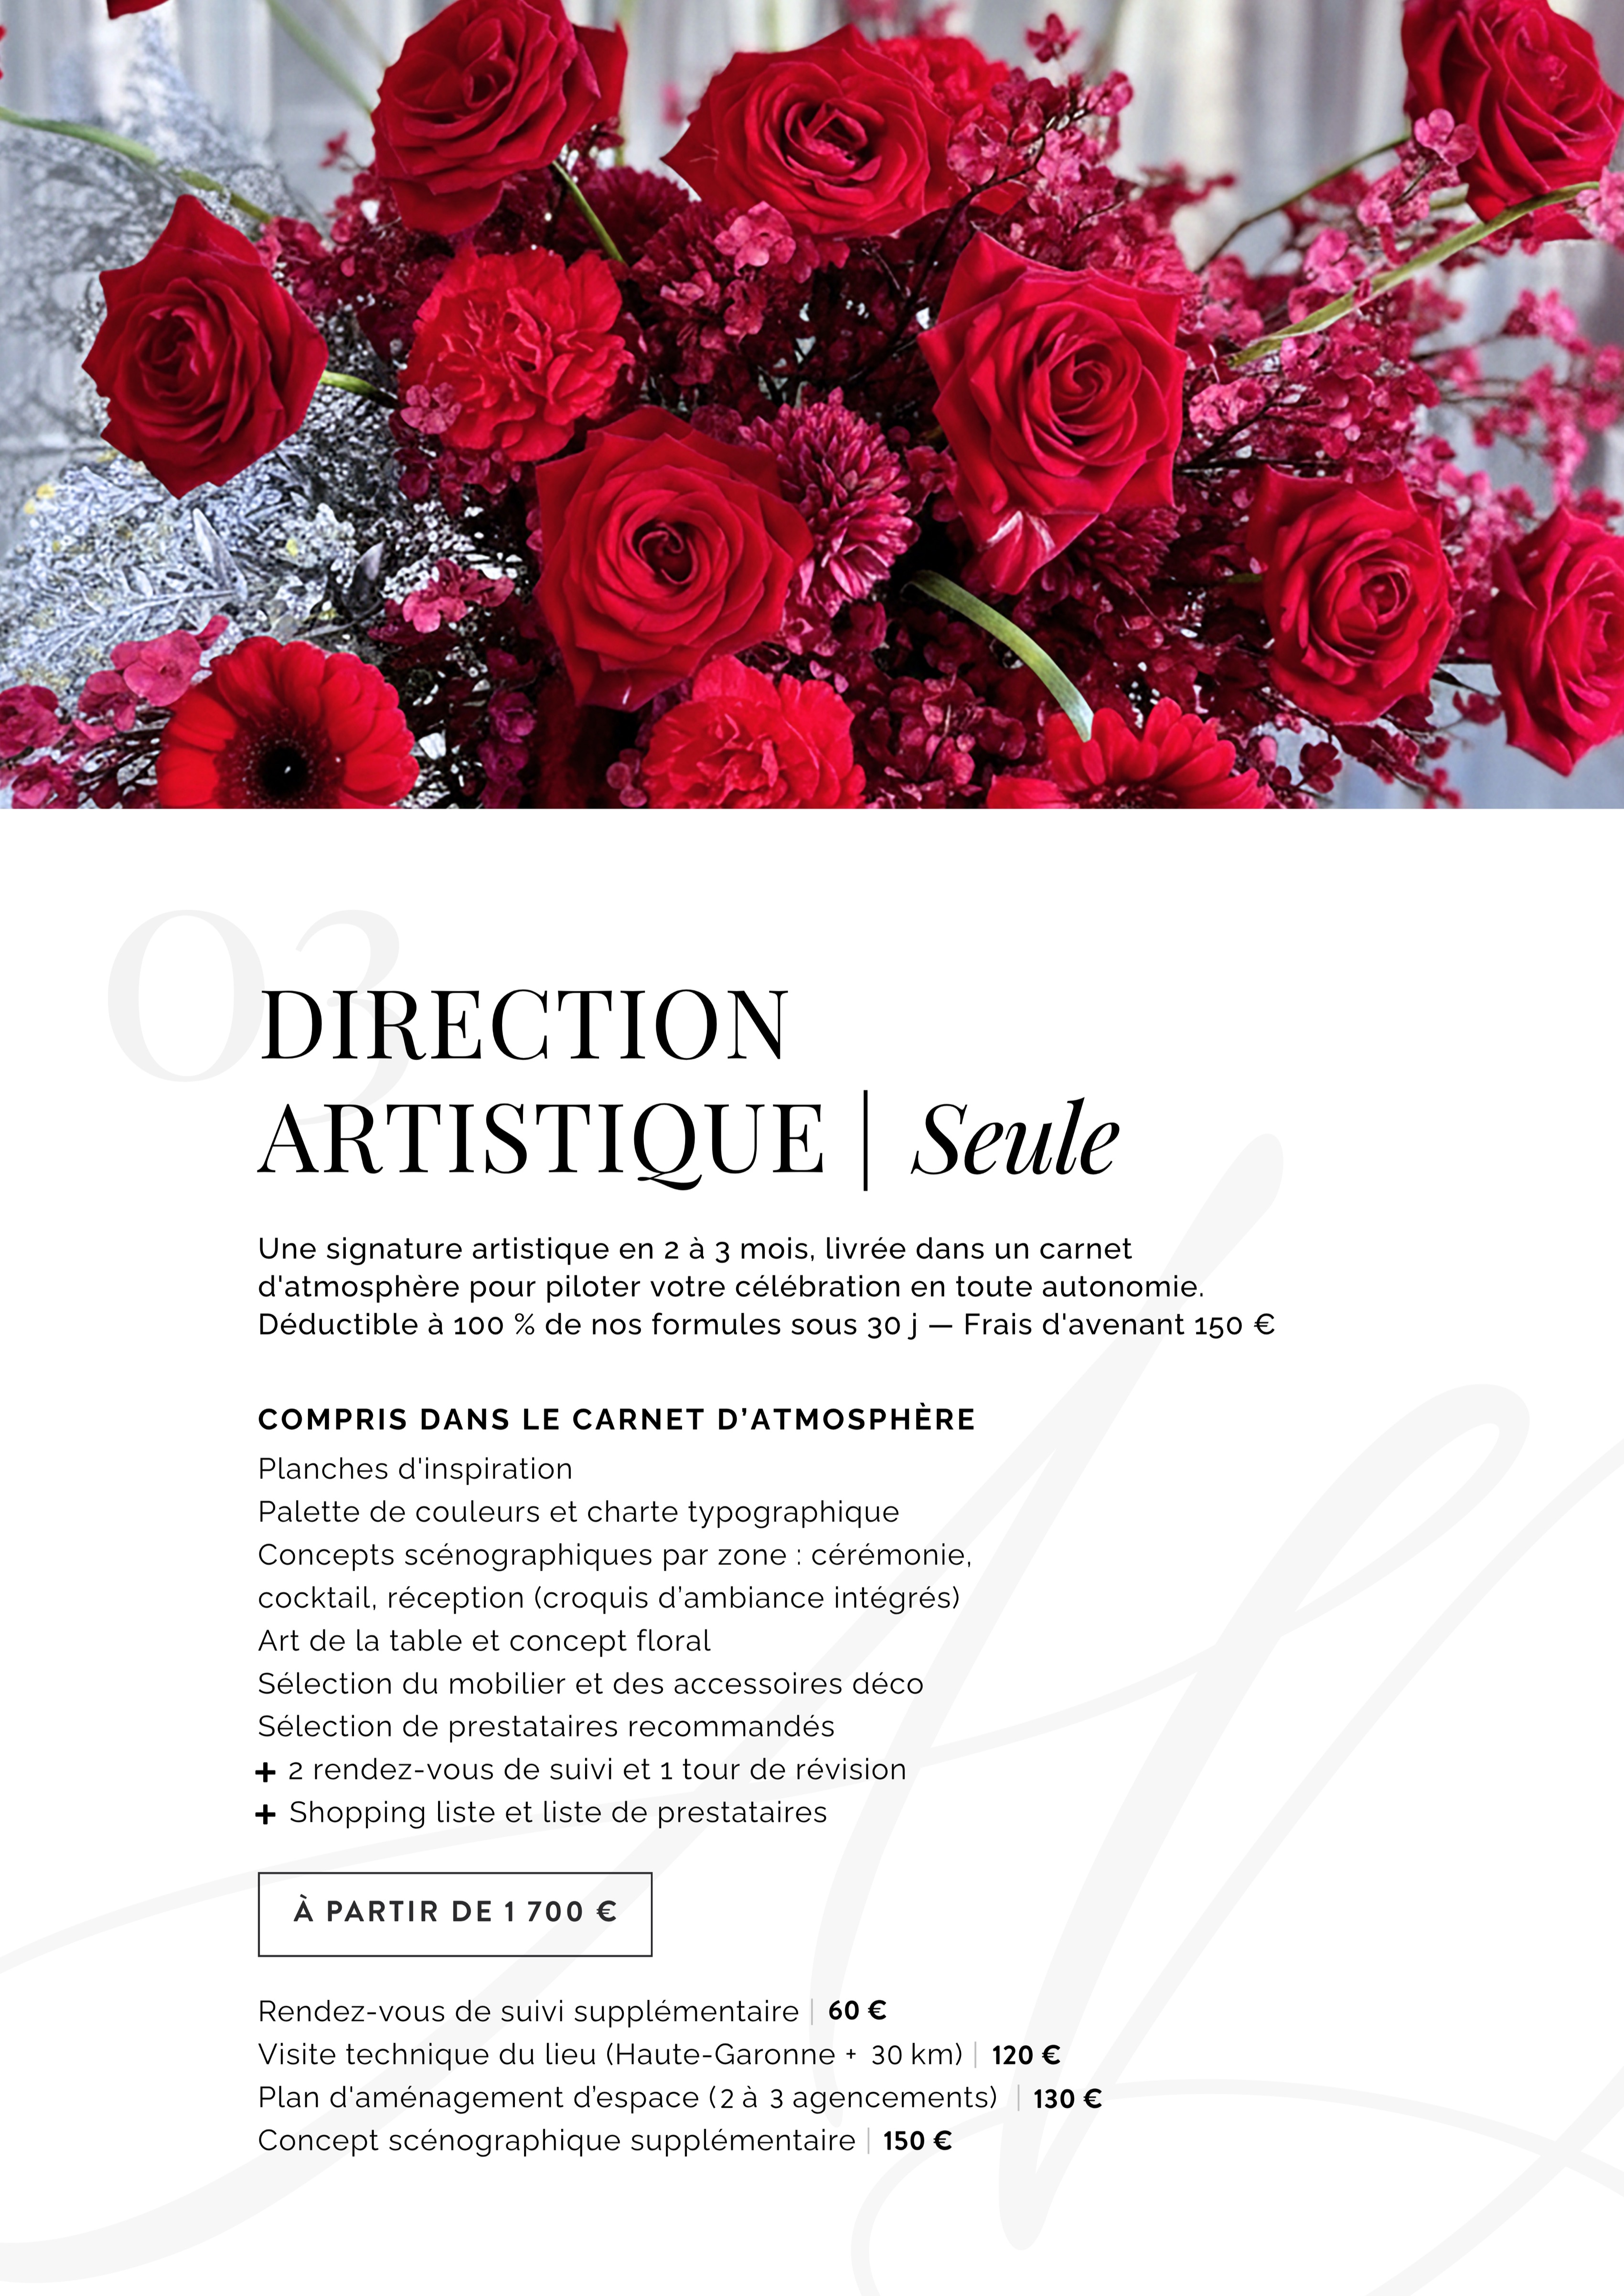 03
DIRECTION
ARTISTIQUE | Seule
Une signature artistique en 2 à 3 mois, livrée dans un carnet
d'atmosphère pour piloter votre célébration en toute autonomie.
Déductible à 100 % de nos formules sous 30 j — Frais d'avenant 150 €
COMPRIS DANS LE CARNET D’ATMOSPHÈRE
Planches d'inspiration
Palette de couleurs et charte typographique
Concepts scénographiques par zone : cérémonie,
cocktail, réception (croquis d’ambiance intégrés)
Art de la table et concept floral
Sélection du mobilier et des accessoires déco
Sélection de prestataires recommandés
+ 2 rendez-vous de suivi et 1 tour de révision
+ Shopping liste et liste de prestataires
À PARTIR DE 1 700 €
Rendez-vous de suivi supplémentaire | 60 €
Visite technique du lieu (Haute-Garonne + 30 km) | 120 €
Plan d'aménagement d’espace (2 à 3 agencements) | 130 €
Concept scénographique supplémentaire | 150 €